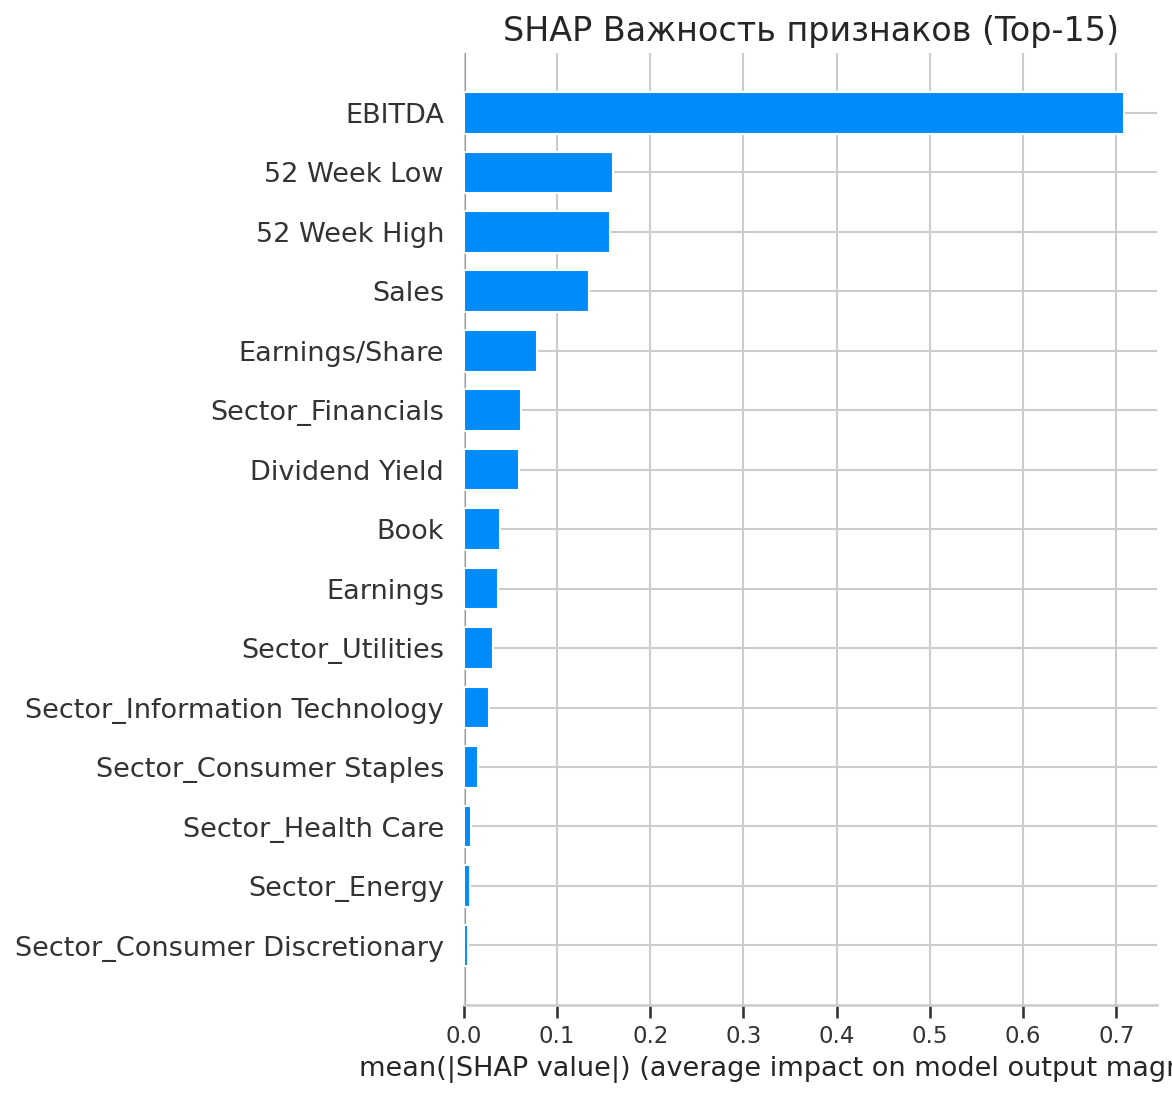 SHAP Важность признаков (Top-15)
EBITDA
52 Week Low
52 Week High
Sales
Earnings/Share
Sector_Financials
Dividend Yield
Book
Earnings
Sector_Utilities
Sector_Information Technology
Sector_Consumer Staples
Sector_Health Care
Sector_Energy
Sector_Consumer Discretionary
0.0 0.1 0.2 0.3 0.4 0.5 0.6 0.7
mean(|SHAP value|) (average impact on model output